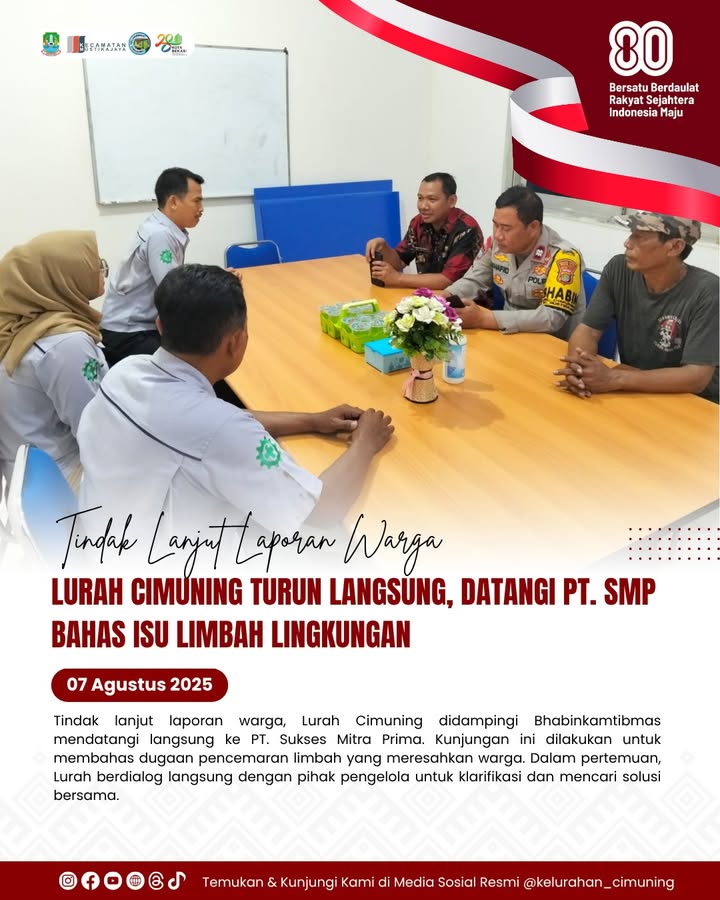 KECAMATAN
MUSTIKAJAYA
28
KOTA
BEKASI
80
Bersatu Berdaulat
Rakyat Sejahtera
Indonesia Maju
Tindak Lanjut Laporan Warga
LURAH CIMUNING TURUN LANGSUNG, DATANGI PT. SMP
BAHAS ISU LIMBAH LINGKUNGAN
07 Agustus 2025
Tindak lanjut laporan warga, Lurah Cimuning didampingi Bhabinkamtibmas
mendatangi langsung ke PT. Sukses Mitra Prima. Kunjungan ini dilakukan untuk
membahas dugaan pencemaran limbah yang meresahkan warga. Dalam pertemuan,
Lurah berdialog langsung dengan pihak pengelola untuk klarifikasi dan mencari solusi
bersama.
Temukan & Kunjungi Kami di Media Sosial Resmi @kelurahan_cimuning